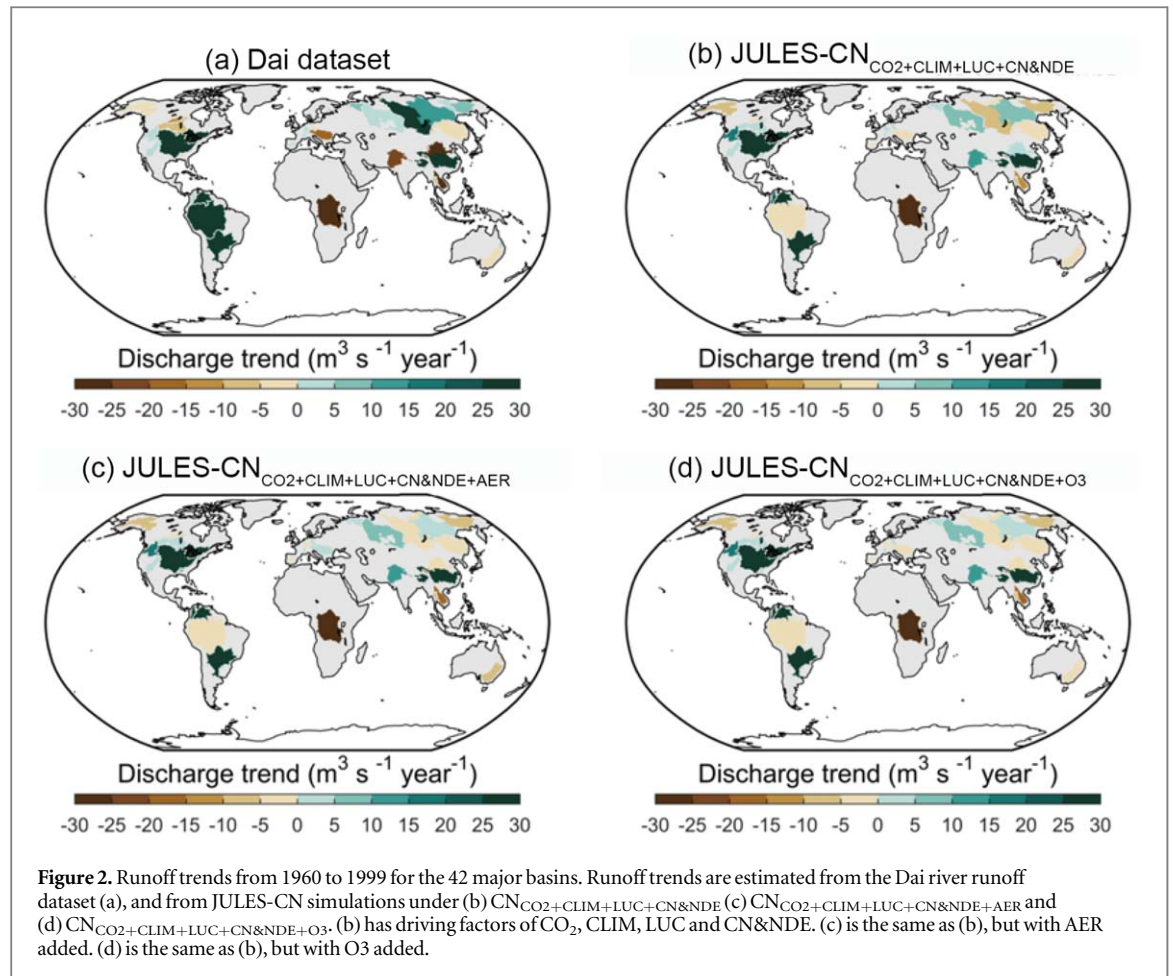 (a) Dai dataset
(b) JULES-CN CO2+CLIM+LUC+CN&NDE
Discharge trend (m³ s⁻¹ year⁻¹)
-30 -25 -20 -15 -10 -5 0 5 10 15 20 25 30
Discharge trend (m³ s⁻¹ year⁻¹)
-30 -25 -20 -15 -10 -5 0 5 10 15 20 25 30
(c) JULES-CN CO2+CLIM+LUC+CN&NDE+AER
(d) JULES-CN CO2+CLIM+LUC+CN&NDE+O3
Discharge trend (m³ s⁻¹ year⁻¹)
-30 -25 -20 -15 -10 -5 0 5 10 15 20 25 30
Discharge trend (m³ s⁻¹ year⁻¹)
-30 -25 -20 -15 -10 -5 0 5 10 15 20 25 30
Figure 2. Runoff trends from 1960 to 1999 for the 42 major basins. Runoff trends are estimated from the Dai river runoff
dataset (a), and from JULES-CN simulations under (b) CN CO2+CLIM+LUC+CN&NDE (c) CN CO2+CLIM+LUC+CN&NDE+AER and
(d) CN CO2+CLIM+LUC+CN&NDE+O3. (b) has driving factors of CO₂, CLIM, LUC and CN&NDE. (c) is the same as (b), but with AER
added. (d) is the same as (b), but with O3 added.